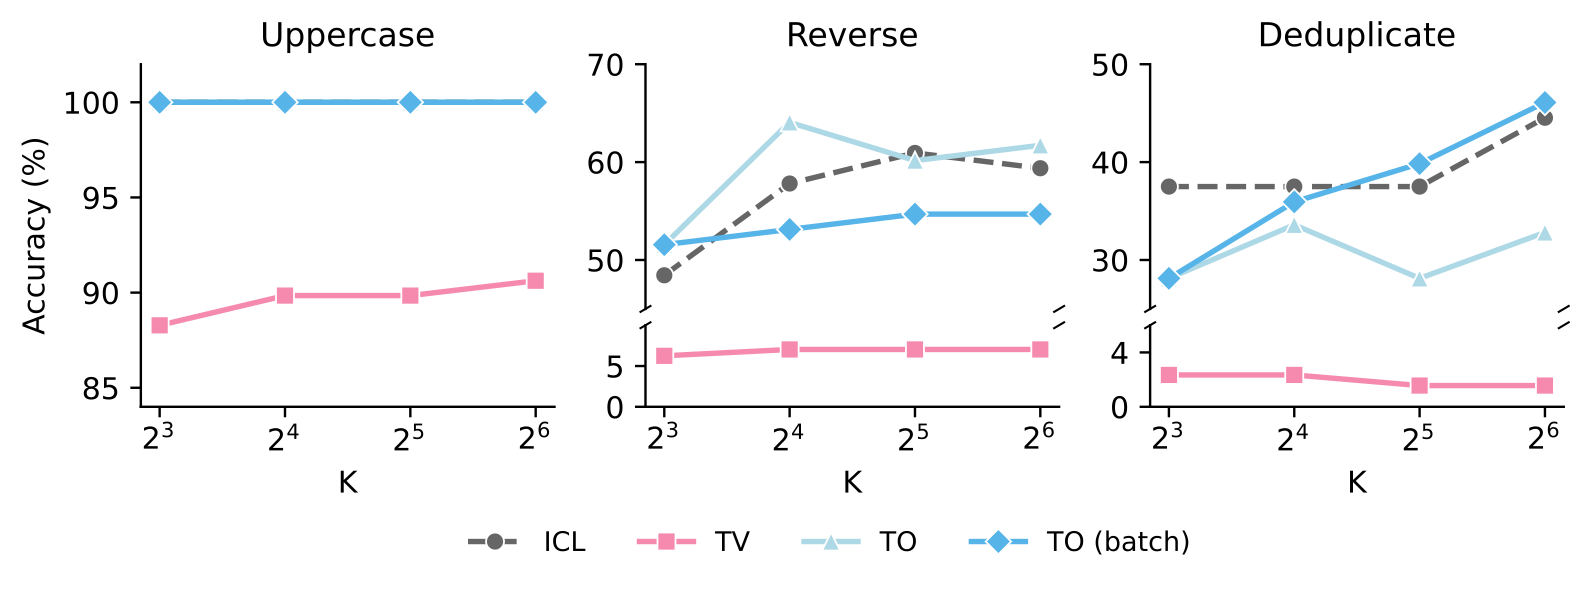 Uppercase
Reverse
Deduplicate
Accuracy (%)
100
95
90
85
2³ 2⁴ 2⁵ 2⁶
K
70
60
50
5
0
2³ 2⁴ 2⁵ 2⁶
K
50
40
30
4
0
2³ 2⁴ 2⁵ 2⁶
K
ICL TV TO TO (batch)